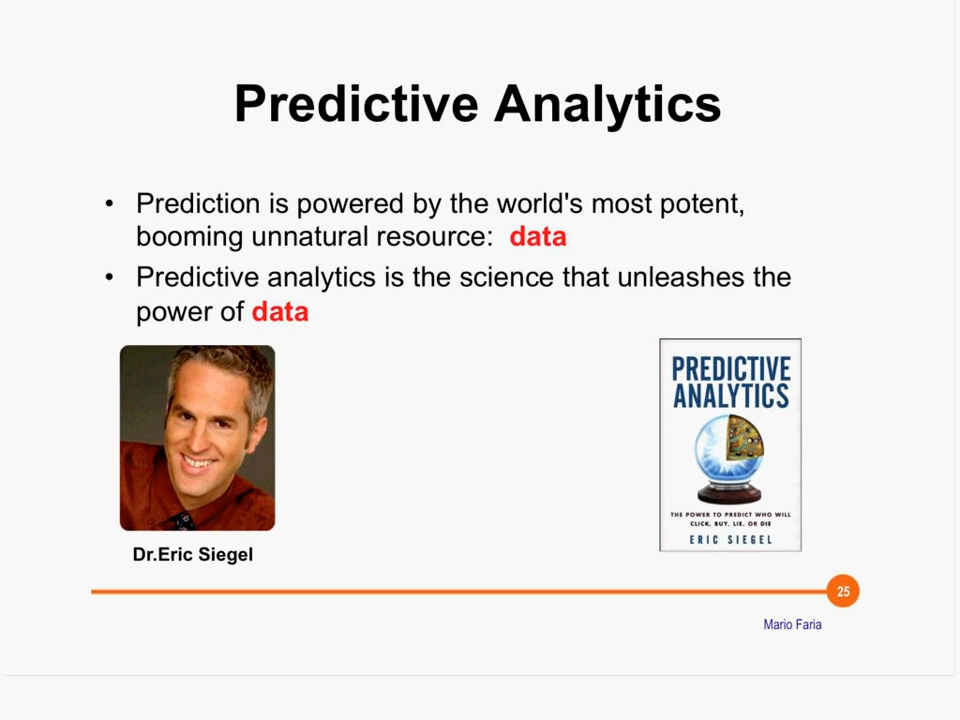 Predictive Analytics
• Prediction is powered by the world's most potent,
booming unnatural resource: data
• Predictive analytics is the science that unleashes the
power of data
PREDICTIVE
ANALYTICS
THE POWER TO PREDICT WHO WILL
CLICK, BUY, LIE, OR DIE
ERIC SIEGEL
Dr.Eric Siegel
25
Mario Faria